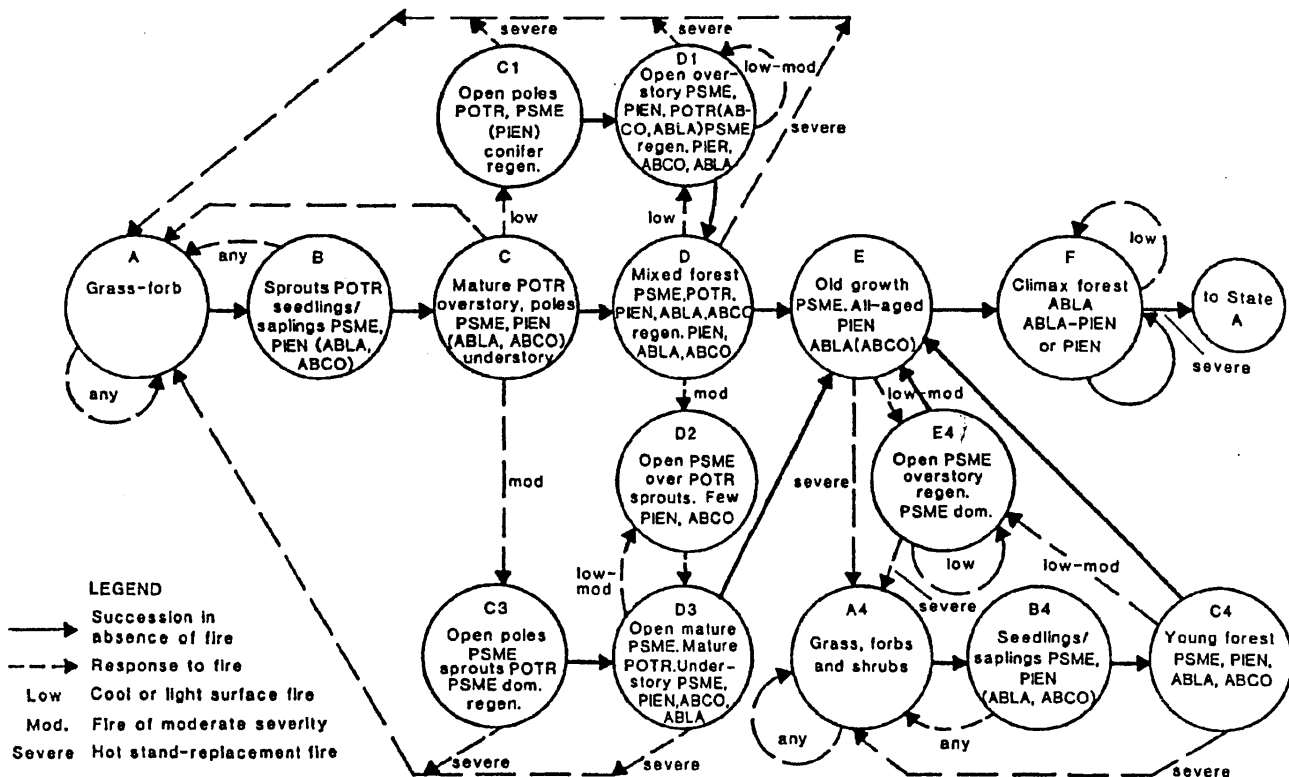 severe
severe
severe
C1
Open poles
POTR, PSME
(PIEN)
conifer
regen.
D1
Open over-
story PSME,
PIEN, POTR(AB-
CO, ABLA)PSME
regen. PIER,
ABCO, ABLA
low-mod
severe
low
low
A
Grass-forb
any
any
B
Sprouts POTR
seedlings/
saplings PSME,
PIEN (ABLA,
ABCO)
C
Mature POTR
overstory, poles
PSME, PIEN
(ABLA, ABCO)
understory
D
Mixed forest
PSME, POTR,
PIEN, ABLA, ABCO
regen. PIEN,
ABLA, ABCO
E
Old growth
PSME. All-aged
PIEN
ABLA(ABCO)
F
Climax forest
ABLA
ABLA-PIEN
or PIEN
low
to State
A
severe
mod
mod
D2
Open PSME
over POTR
sprouts. Few
PIEN, ABCO
severe
low-mod
E4
Open PSME
overstory
regen.
PSME dom.
low
severe
low-mod
low-
mod
C3
Open poles
PSME
sprouts POTR
PSME dom.
regen.
D3
Open mature
PSME. Mature
POTR. Under-
story PSME,
PIEN, ABCO,
ABLA
A4
Grass, forbs
and shrubs
B4
Seedlings/
saplings PSME,
PIEN
(ABLA, ABCO)
C4
Young forest
PSME, PIEN,
ABLA, ABCO
any
any
severe
severe
severe
LEGEND
Succession in
absence of fire
Response to fire
Low Cool or light surface fire
Mod. Fire of moderate severity
Severe Hot stand-replacement fire